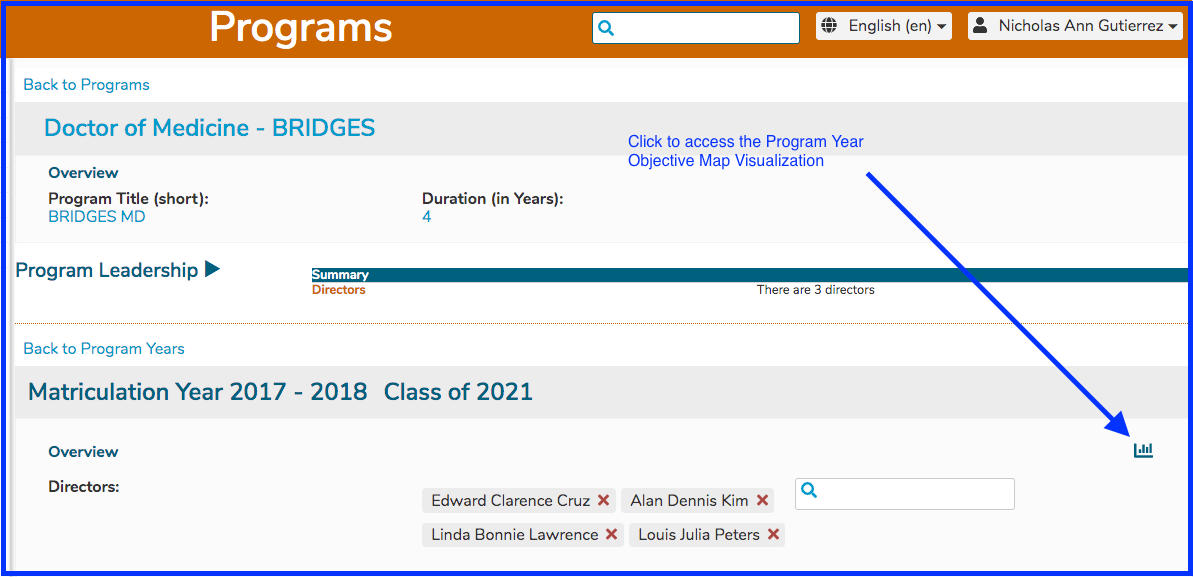 Programs
English (en)
Nicholas Ann Gutierrez
Back to Programs
Doctor of Medicine - BRIDGES
Click to access the Program Year
Objective Map Visualization
Overview
Program Title (short):
BRIDGES MD
Duration (in Years):
4
Program Leadership
Summary
Directors
There are 3 directors
Back to Program Years
Matriculation Year 2017 - 2018 Class of 2021
Overview
Directors:
Edward Clarence Cruz
Alan Dennis Kim
Linda Bonnie Lawrence
Louis Julia Peters